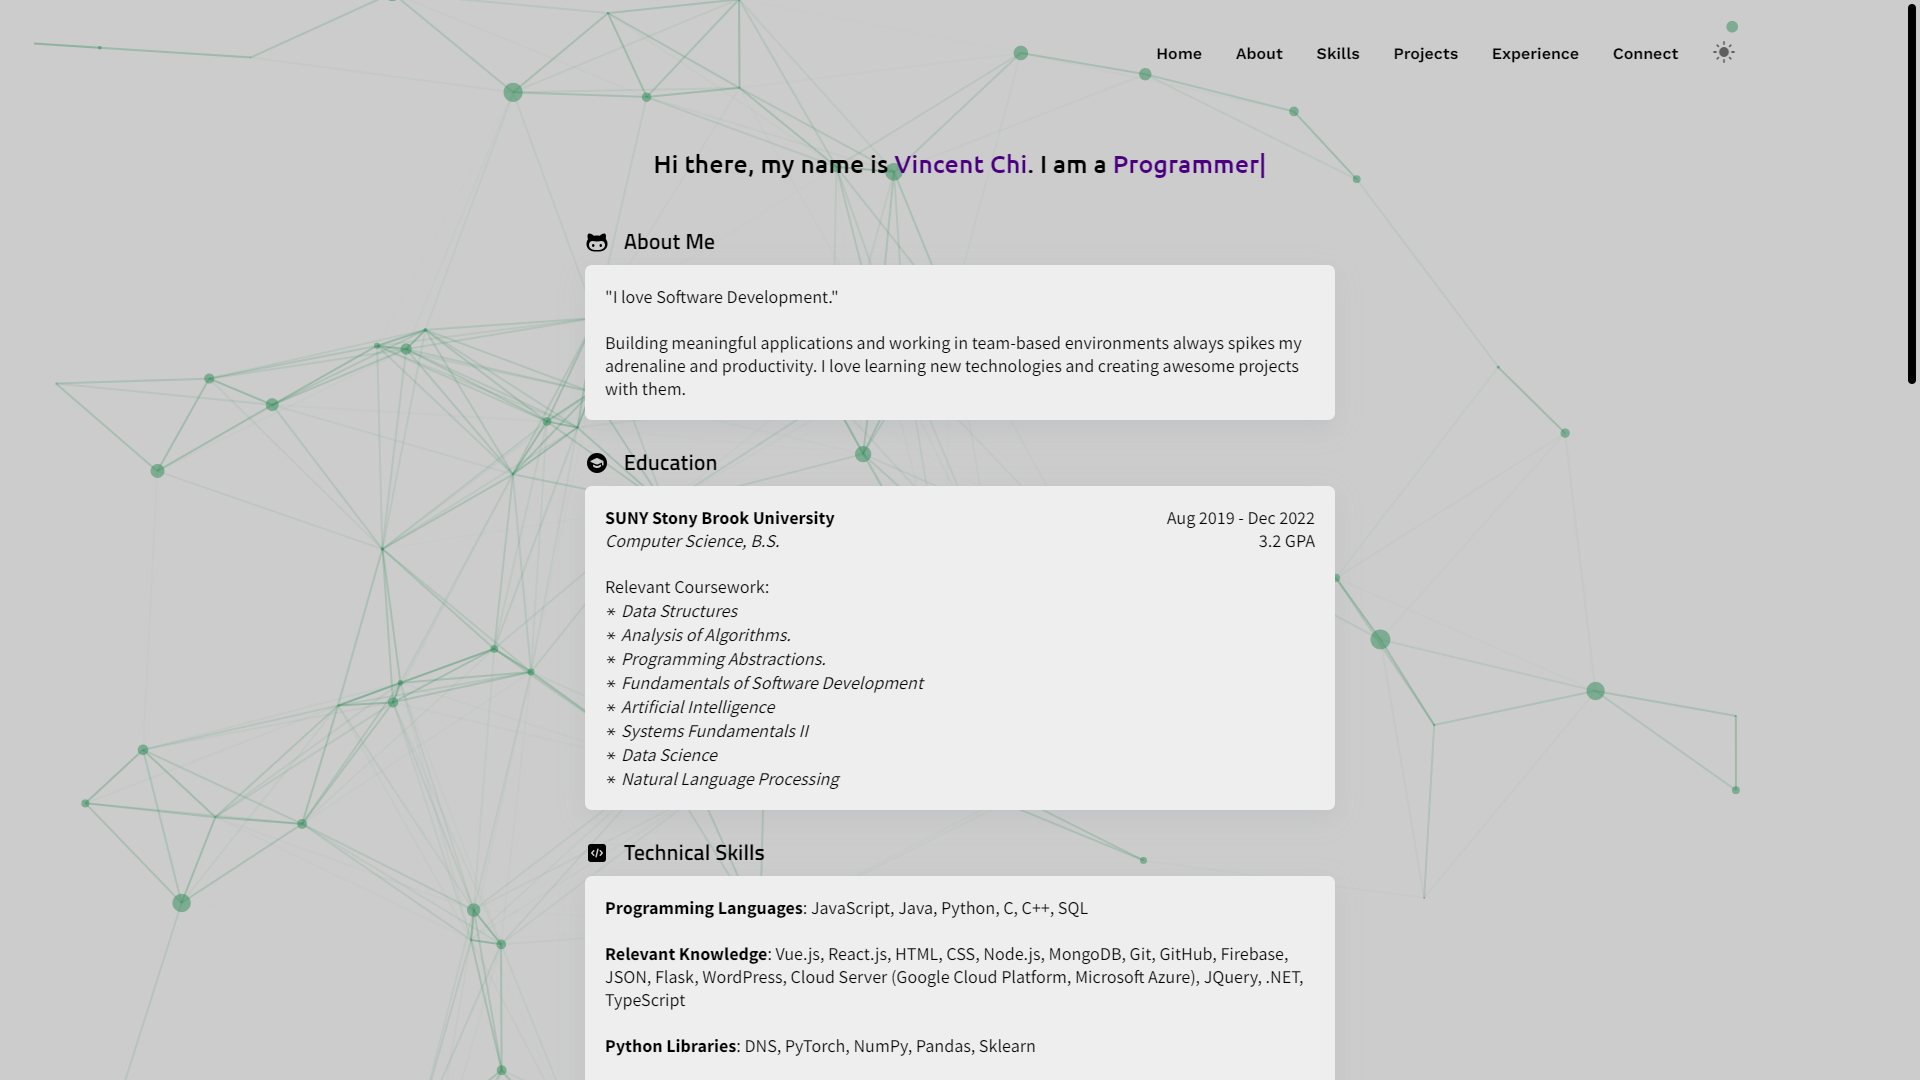 Home About Skills Projects Experience Connect
Hi there, my name is Vincent Chi. I am a Programmer|
About Me
"I love Software Development."
Building meaningful applications and working in team-based environments always spikes my
adrenaline and productivity. I love learning new technologies and creating awesome projects
with them.
Education
SUNY Stony Brook University Aug 2019 - Dec 2022
Computer Science, B.S. 3.2 GPA
Relevant Coursework:
* Data Structures
* Analysis of Algorithms.
* Programming Abstractions.
* Fundamentals of Software Development
* Artificial Intelligence
* Systems Fundamentals II
* Data Science
* Natural Language Processing
Technical Skills
Programming Languages: JavaScript, Java, Python, C, C++, SQL
Relevant Knowledge: Vue.js, React.js, HTML, CSS, Node.js, MongoDB, Git, GitHub, Firebase,
JSON, Flask, WordPress, Cloud Server (Google Cloud Platform, Microsoft Azure), JQuery, .NET,
TypeScript
Python Libraries: DNS, PyTorch, NumPy, Pandas, Sklearn